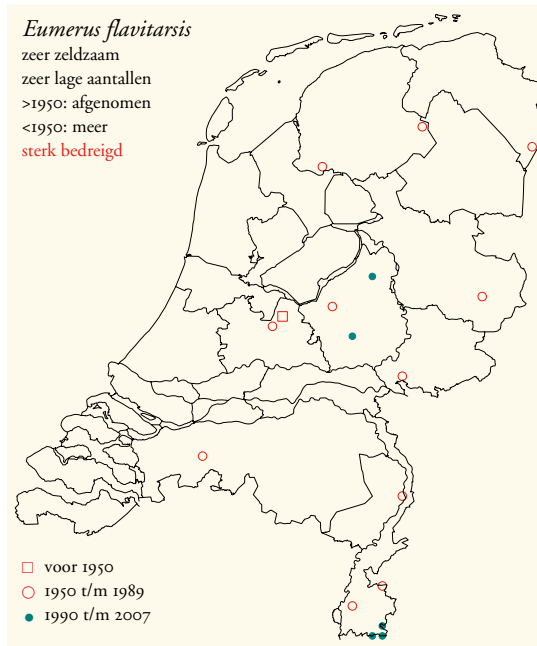 Eumerus flavitarsis
zeer zeldzaam
zeer lage aantallen
>1950: afgenomen
<1950: meer
sterk bedreigd
voor 1950
1950 t/m 1989
1990 t/m 2007